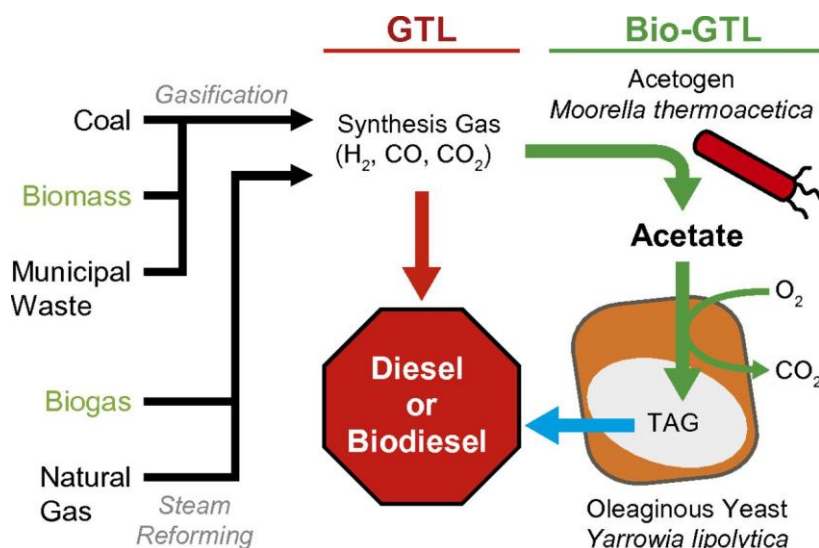 GTL
Bio-GTL
Gasification
Coal
Biomass
Municipal
Waste
Biogas
Natural
Gas
Steam
Reforming
Synthesis Gas
(H₂, CO, CO₂)
Diesel
or
Biodiesel
Acetogen
Moorella thermoacetica
Acetate
O₂
CO₂
TAG
Oleaginous Yeast
Yarrowia lipolytica